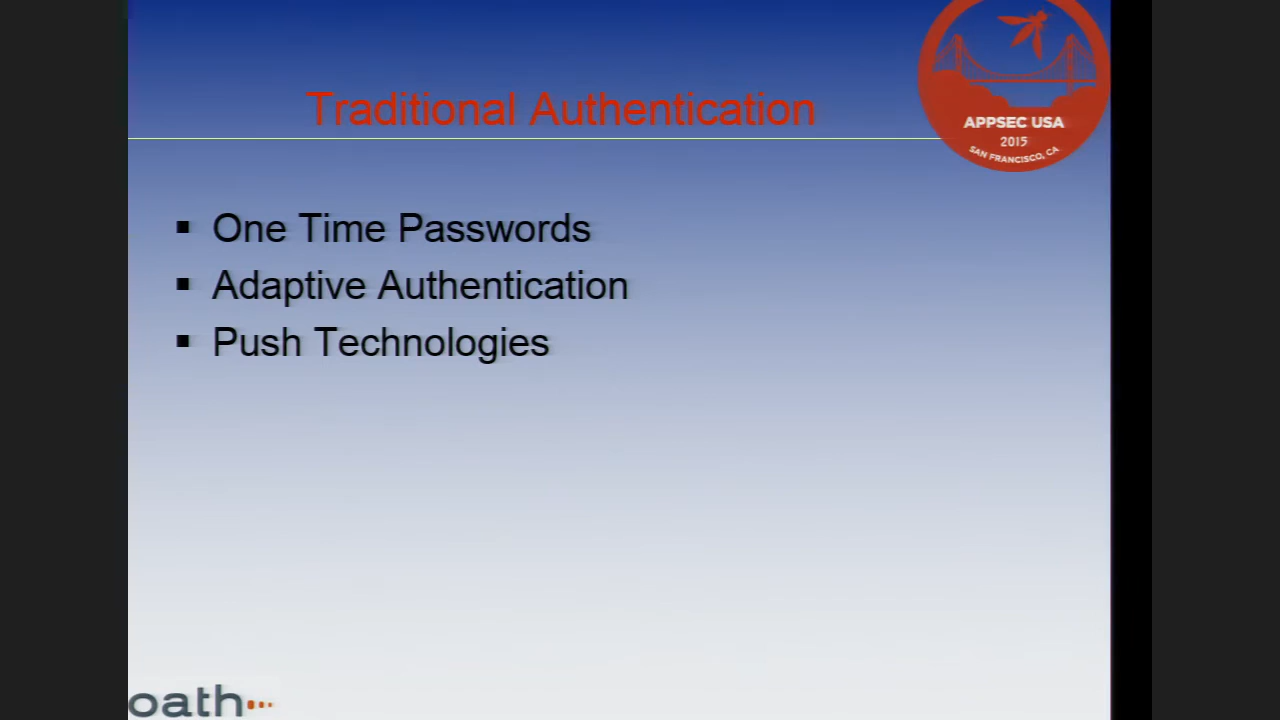 Traditional Authentication
APPSEC USA
2015
SAN FRANCISCO, CA
One Time Passwords
Adaptive Authentication
Push Technologies
oath